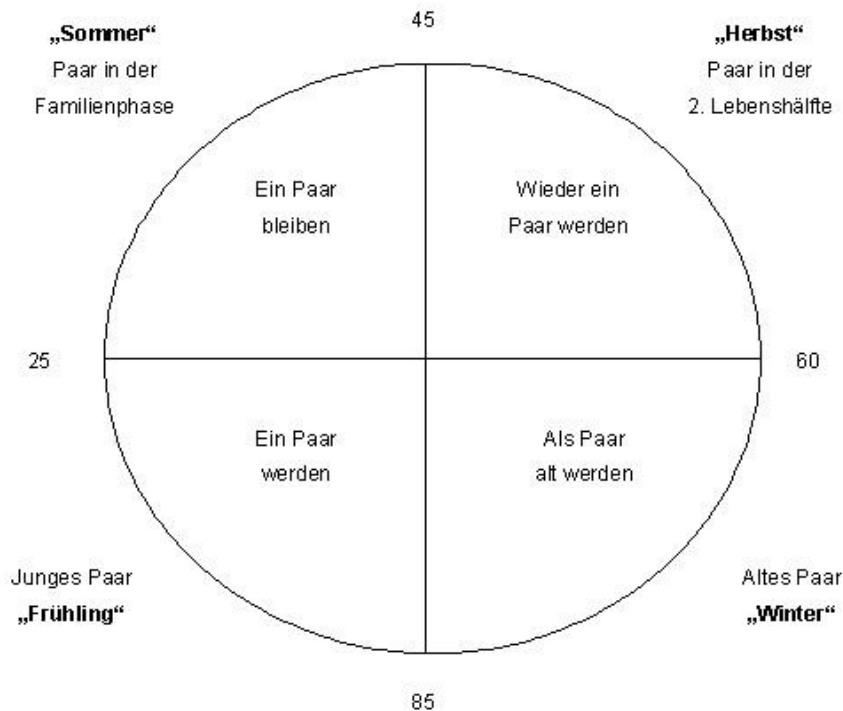 „Sommer“
Paar in der
Familienphase
45
„Herbst“
Paar in der
2. Lebenshälfte
Ein Paar
bleiben
Wieder ein
Paar werden
25
60
Ein Paar
werden
Als Paar
alt werden
Junges Paar
„Frühling“
Altes Paar
„Winter“
85